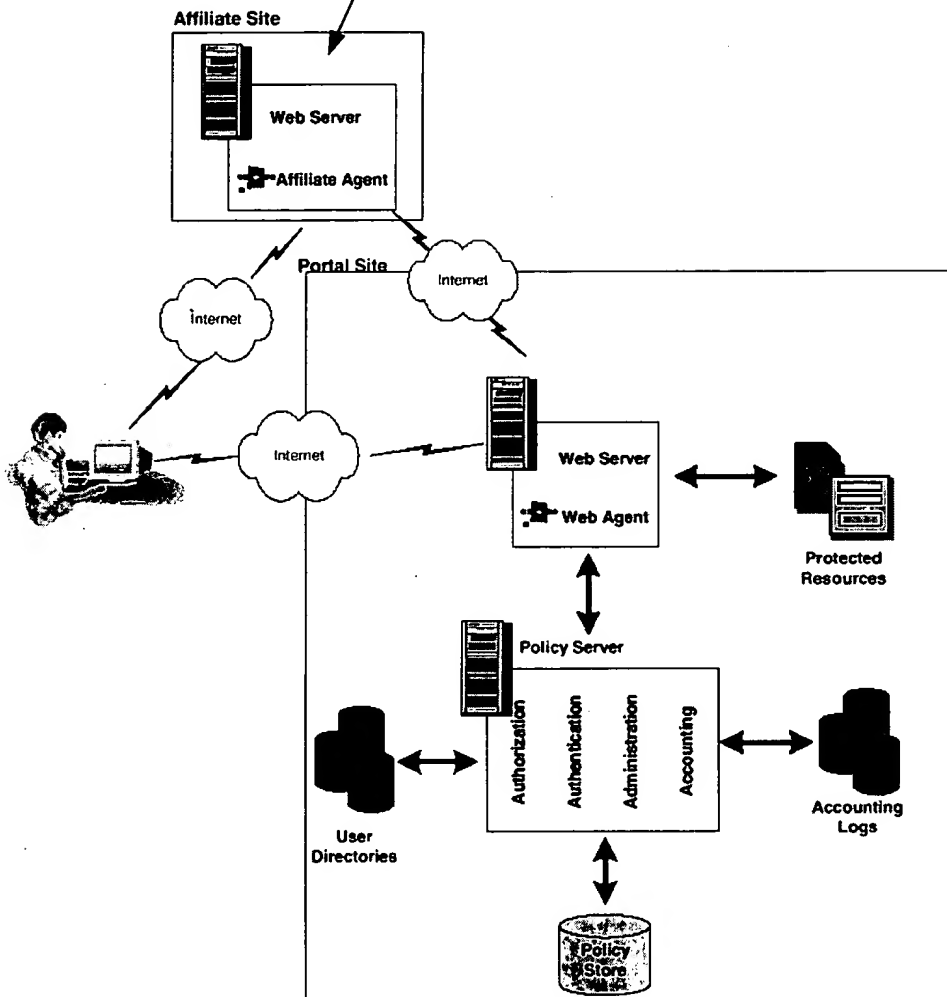 Affiliate Site
Web Server
Affiliate Agent
Portal Site
Internet
Internet
Internet
Web Server
Web Agent
Protected
Resources
Policy Server
Authorization
Authentication
Administration
Accounting
User
Directories
Accounting
Logs
Policy
Store